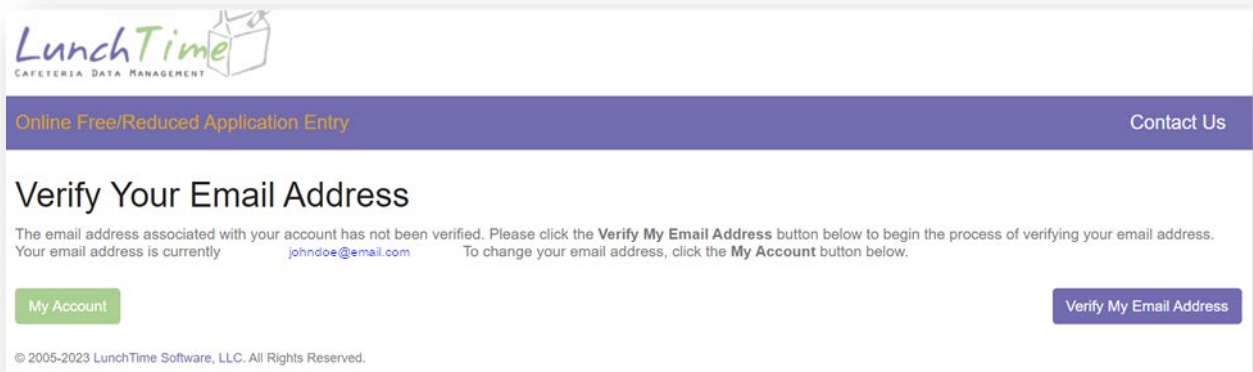 LunchTime
CAFETERIA DATA MANAGEMENT
Online Free/Reduced Application Entry
Contact Us
Verify Your Email Address
The email address associated with your account has not been verified. Please click the Verify My Email Address button below to begin the process of verifying your email address.
Your email address is currently johndoe@email.com To change your email address, click the My Account button below.
My Account
Verify My Email Address
© 2005-2023 LunchTime Software, LLC. All Rights Reserved.